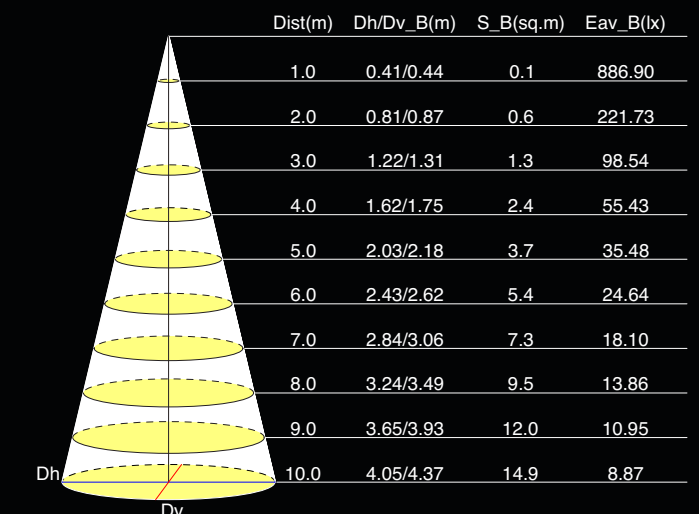 Dist(m) Dh/Dv_B(m) S_B(sq.m) Eav_B(lx)
1.0 0.41/0.44 0.1 886.90
2.0 0.81/0.87 0.6 221.73
3.0 1.22/1.31 1.3 98.54
4.0 1.62/1.75 2.4 55.43
5.0 2.03/2.18 3.7 35.48
6.0 2.43/2.62 5.4 24.64
7.0 2.84/3.06 7.3 18.10
8.0 3.24/3.49 9.5 13.86
9.0 3.65/3.93 12.0 10.95
Dh 10.0 4.05/4.37 14.9 8.87
Dv